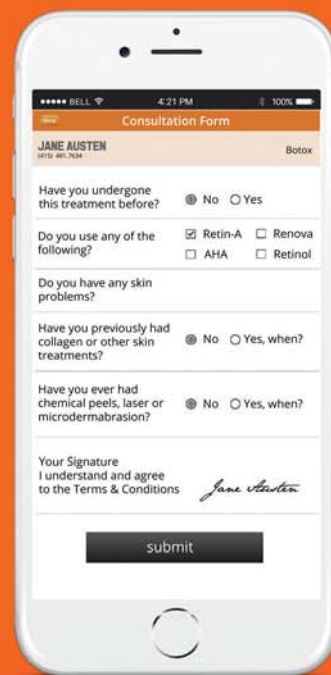 BELL 4:21 PM 100%
Consultation Form
JANE AUSTEN
(415) 481.7634
Botox
Have you undergone
this treatment before?
No Yes
Do you use any of the
following?
Retin-A Renova
AHA Retinol
Do you have any skin
problems?
Have you previously had
collagen or other skin
treatments?
No Yes, when?
Have you ever had
chemical peels, laser or
microdermabrasion?
No Yes, when?
Your Signature
I understand and agree
to the Terms & Conditions
Jane Austen
submit